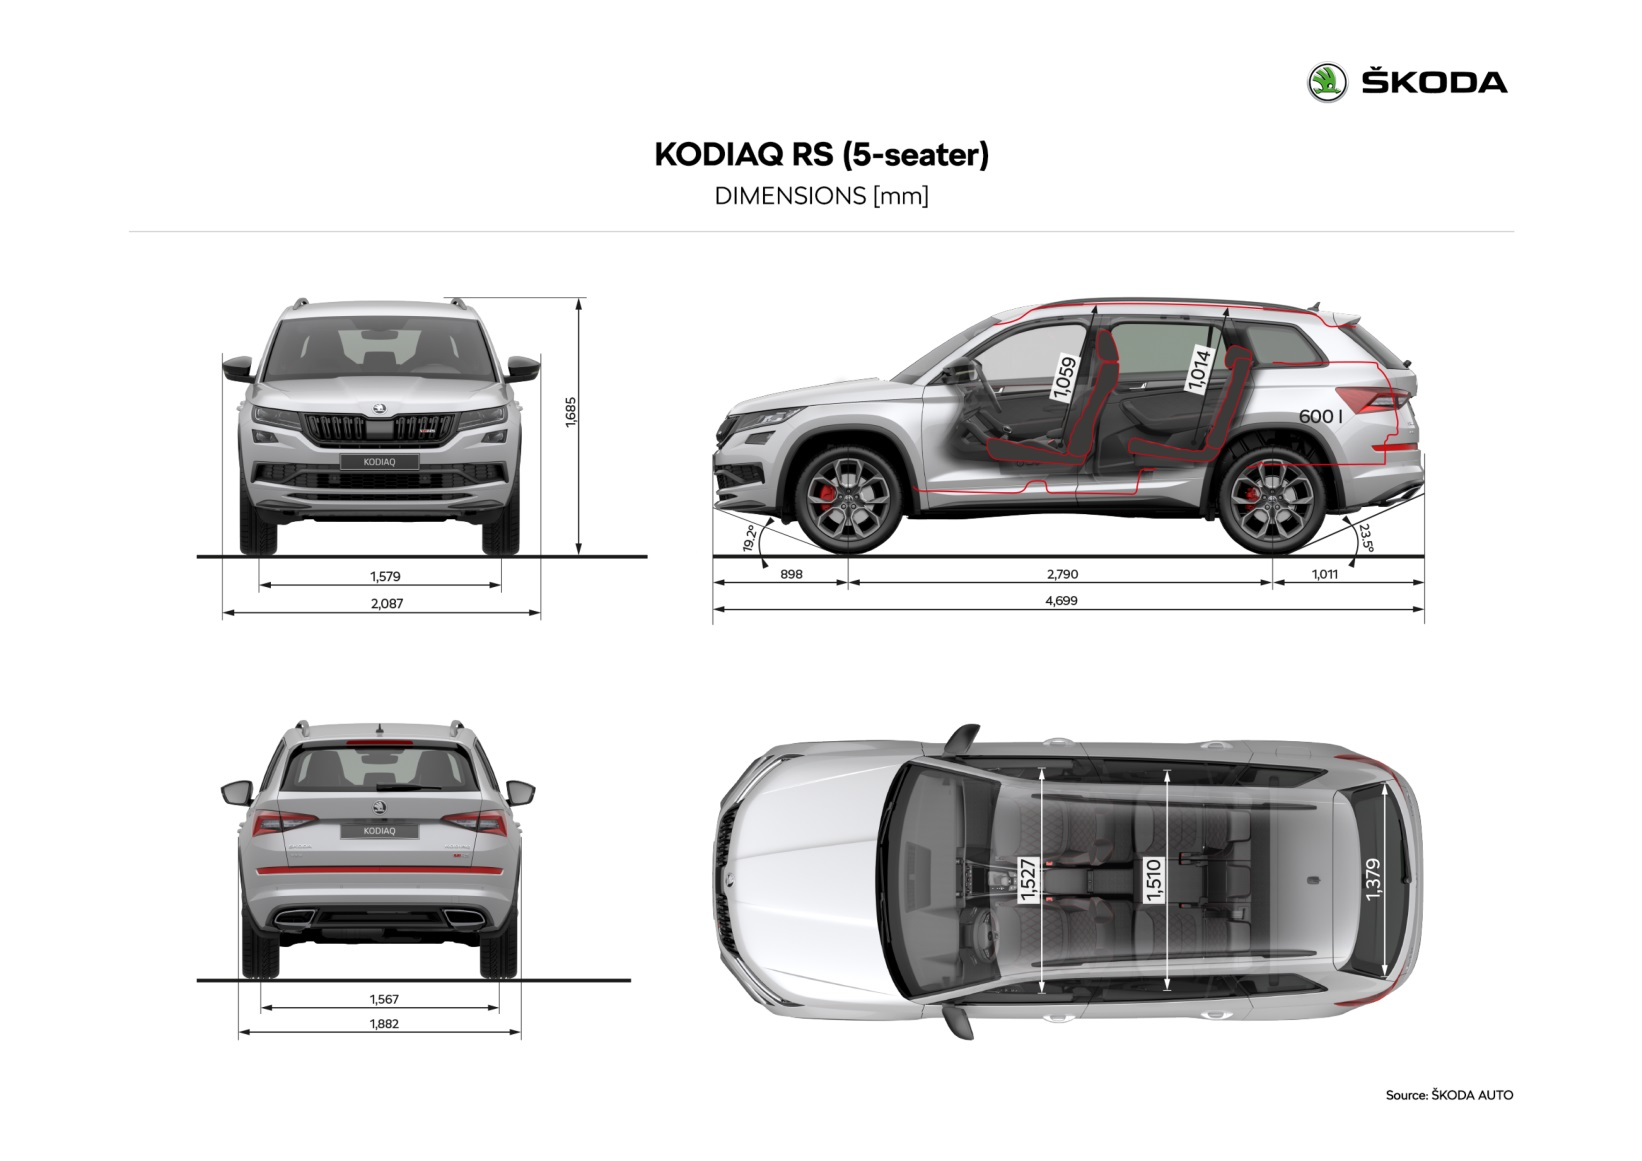 ŠKODA
KODIAQ RS (5-seater)
DIMENSIONS [mm]
1,685
KODIAQ
1,579
2,087
1,059
1,014
600 l
19.2°
23.5°
898
2,790
1,011
4,699
KODIAQ
1,567
1,882
1,527
1,510
1,379
Source: ŠKODA AUTO